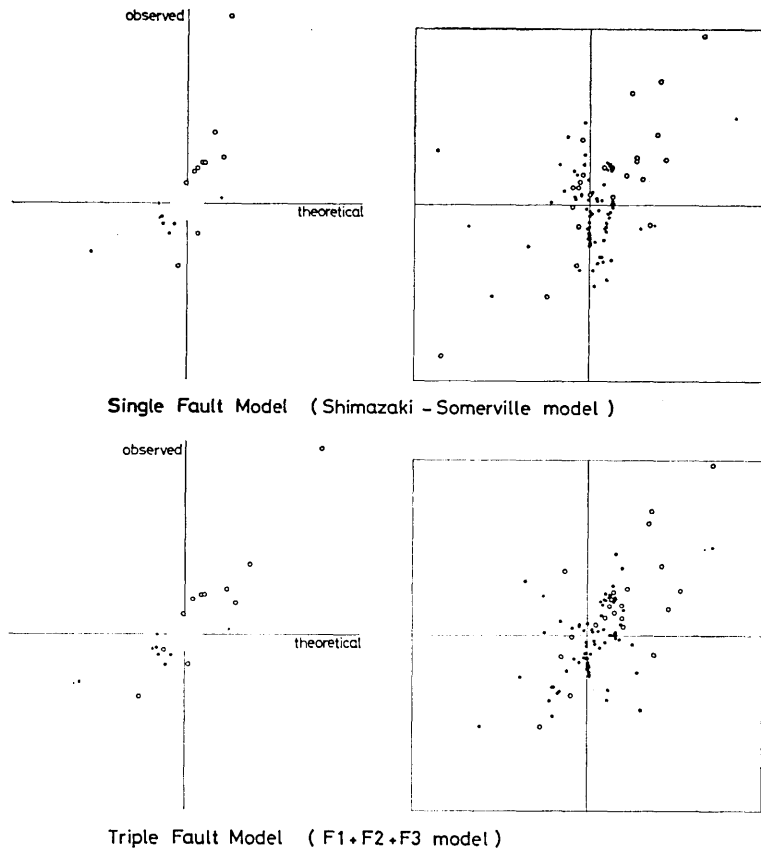 observed
theoretical
Single Fault Model (Shimazaki - Somerville model)
observed
theoretical
Triple Fault Model (F1+F2+F3 model)